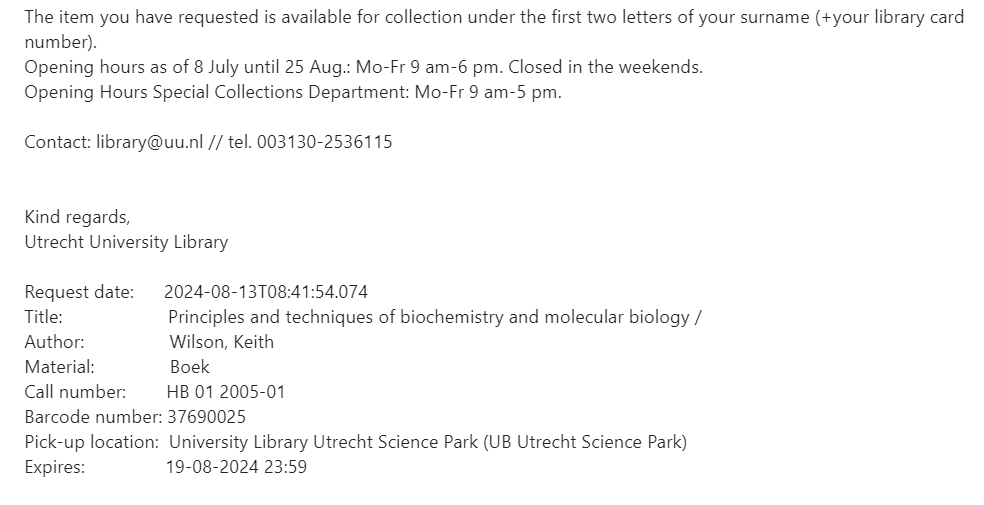 The item you have requested is available for collection under the first two letters of your surname (+your library card
number).
Opening hours as of 8 July until 25 Aug.: Mo-Fr 9 am-6 pm. Closed in the weekends.
Opening Hours Special Collections Department: Mo-Fr 9 am-5 pm.
Contact: library@uu.nl // tel. 003130-2536115
Kind regards,
Utrecht University Library
Request date: 2024-08-13T08:41:54.074
Title: Principles and techniques of biochemistry and molecular biology /
Author: Wilson, Keith
Material: Boek
Call number: HB 01 2005-01
Barcode number: 37690025
Pick-up location: University Library Utrecht Science Park (UB Utrecht Science Park)
Expires: 19-08-2024 23:59